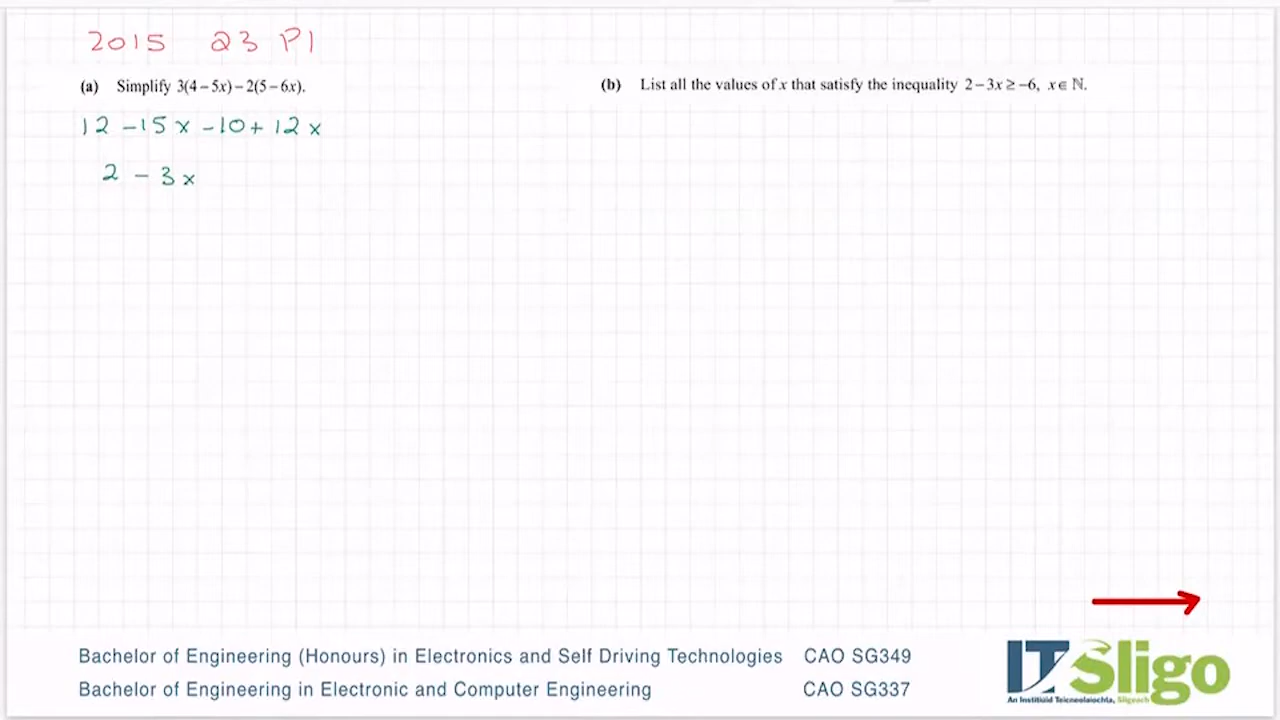 2015 Q3 P1
(a) Simplify 3(4 – 5x) – 2(5 – 6x).
12 - 15x - 10 + 12x
2 - 3x
(b) List all the values of x that satisfy the inequality 2 – 3x ≥ –6, x ∈ ℕ.
Bachelor of Engineering (Honours) in Electronics and Self Driving Technologies CAO SG349
Bachelor of Engineering in Electronic and Computer Engineering CAO SG337
IT Sligo
An Institiúid Teicneolaíochta, Sligeach